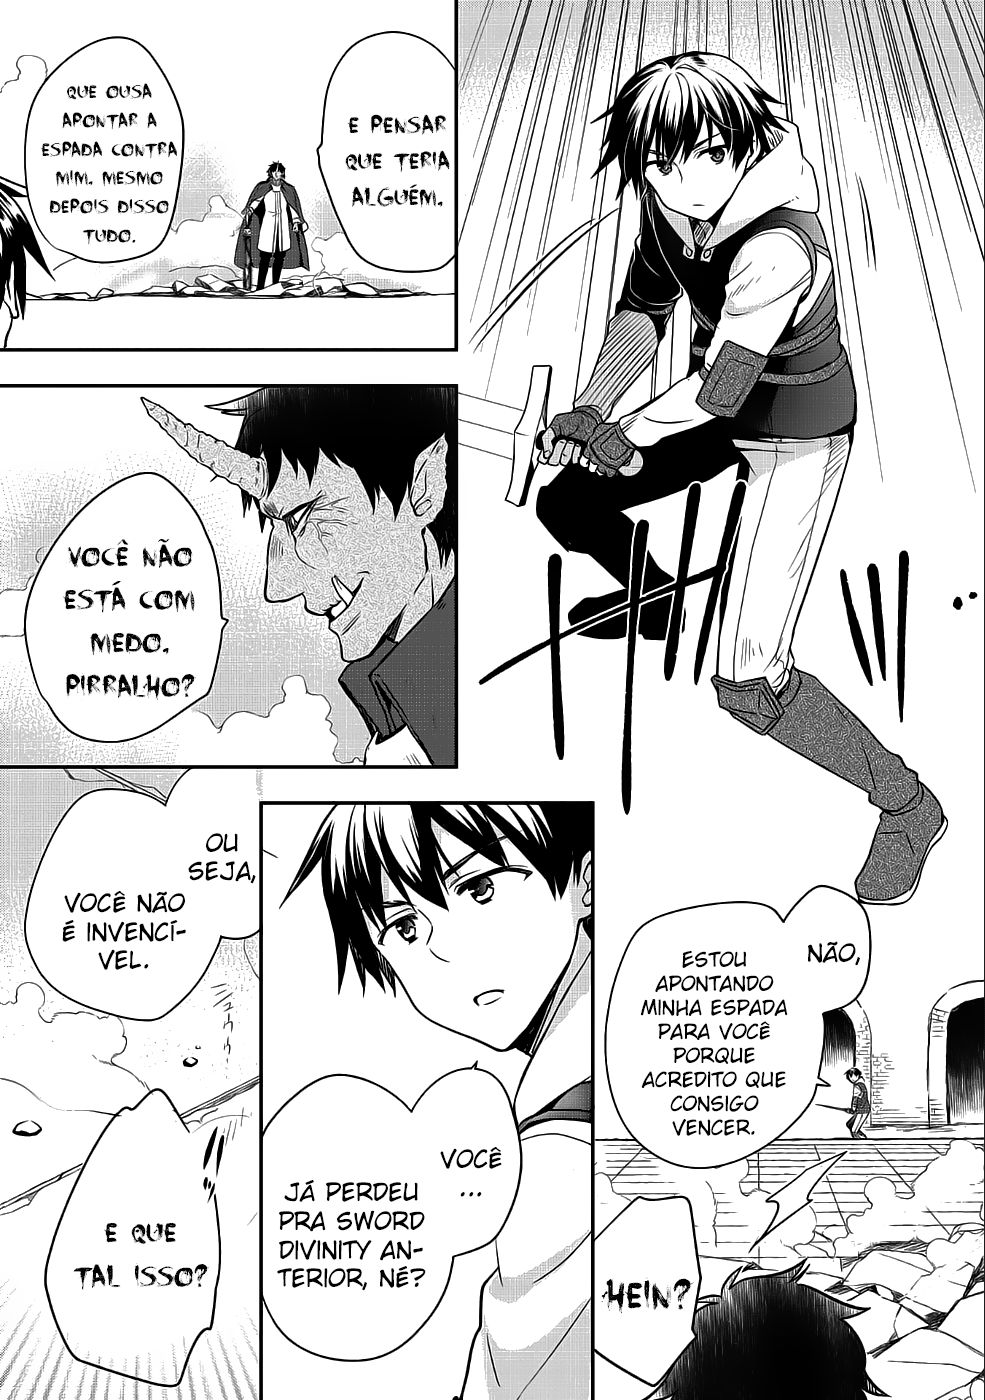 E PENSAR
QUE TERIA
ALGUÉM.
QUE OUSA
APONTAR A
ESPADA CONTRA
MIM. MESMO
DEPOIS DISSO
TUDO.
VOCÊ NÃO
ESTÁ COM
MEDO.
PIRRALHO?
NÃO,
ESTOU
APONTANDO
MINHA ESPADA
PARA VOCÊ
PORQUE
ACREDITO QUE
CONSIGO
VENCER.
HEIN?
VOCÊ
...
JÁ PERDEU
PRA SWORD
DIVINITY AN-
TERIOR, NÉ?
OU
SEJA,
VOCÊ NÃO
É INVENCÍ-
VEL.
E QUE
TAL ISSO?